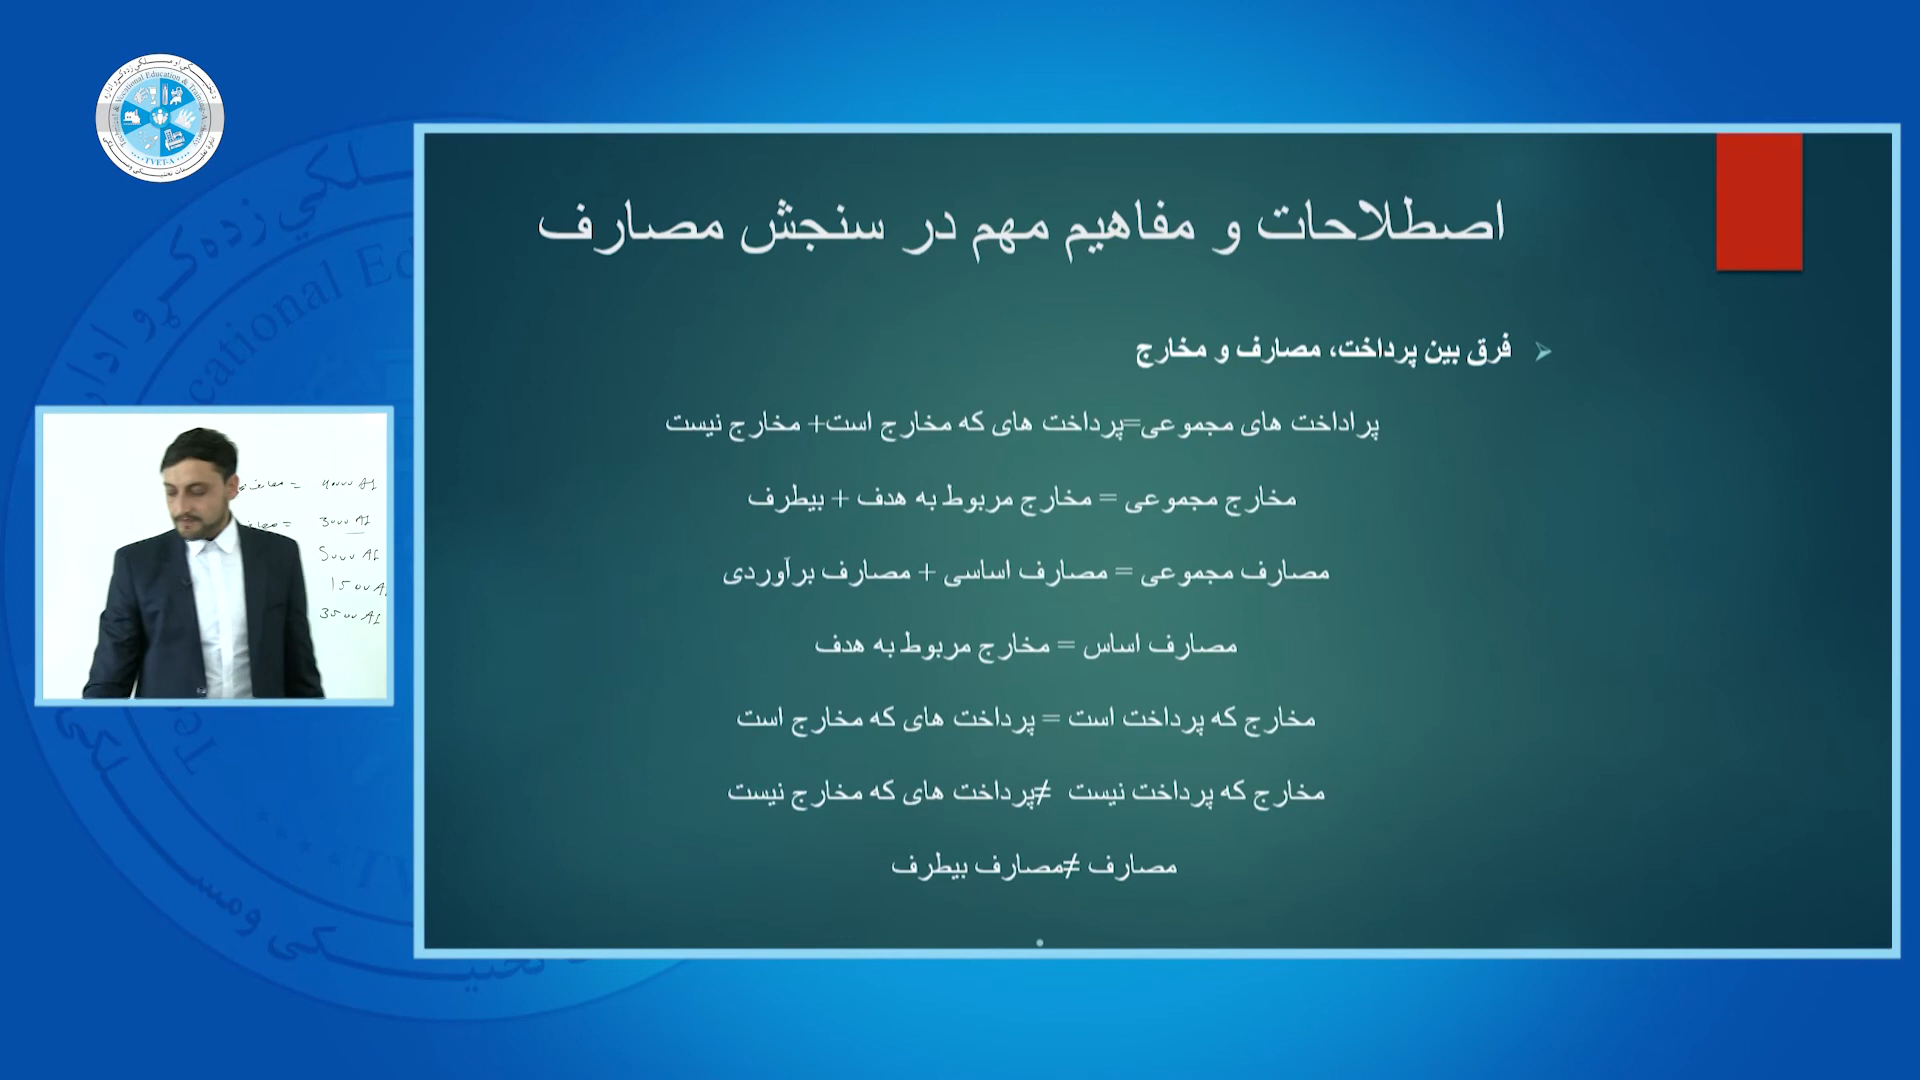 اصطلاحات و مفاهیم مهم در سنجش مصارف
فرق بین پرداخت، مصارف و مخارج
پراداخت های مجموعی=پرداخت های که مخارج است+ مخارج نیست
مخارج مجموعی = مخارج مربوط به هدف + بیطرف
مصارف مجموعی = مصارف اساسی + مصارف برآوردی
مصارف اساس = مخارج مربوط به هدف
مخارج که پرداخت است = پرداخت های که مخارج است
مخارج که پرداخت نیست ≠پرداخت های که مخارج نیست
مصارف ≠مصارف بیطرف
TVET-A